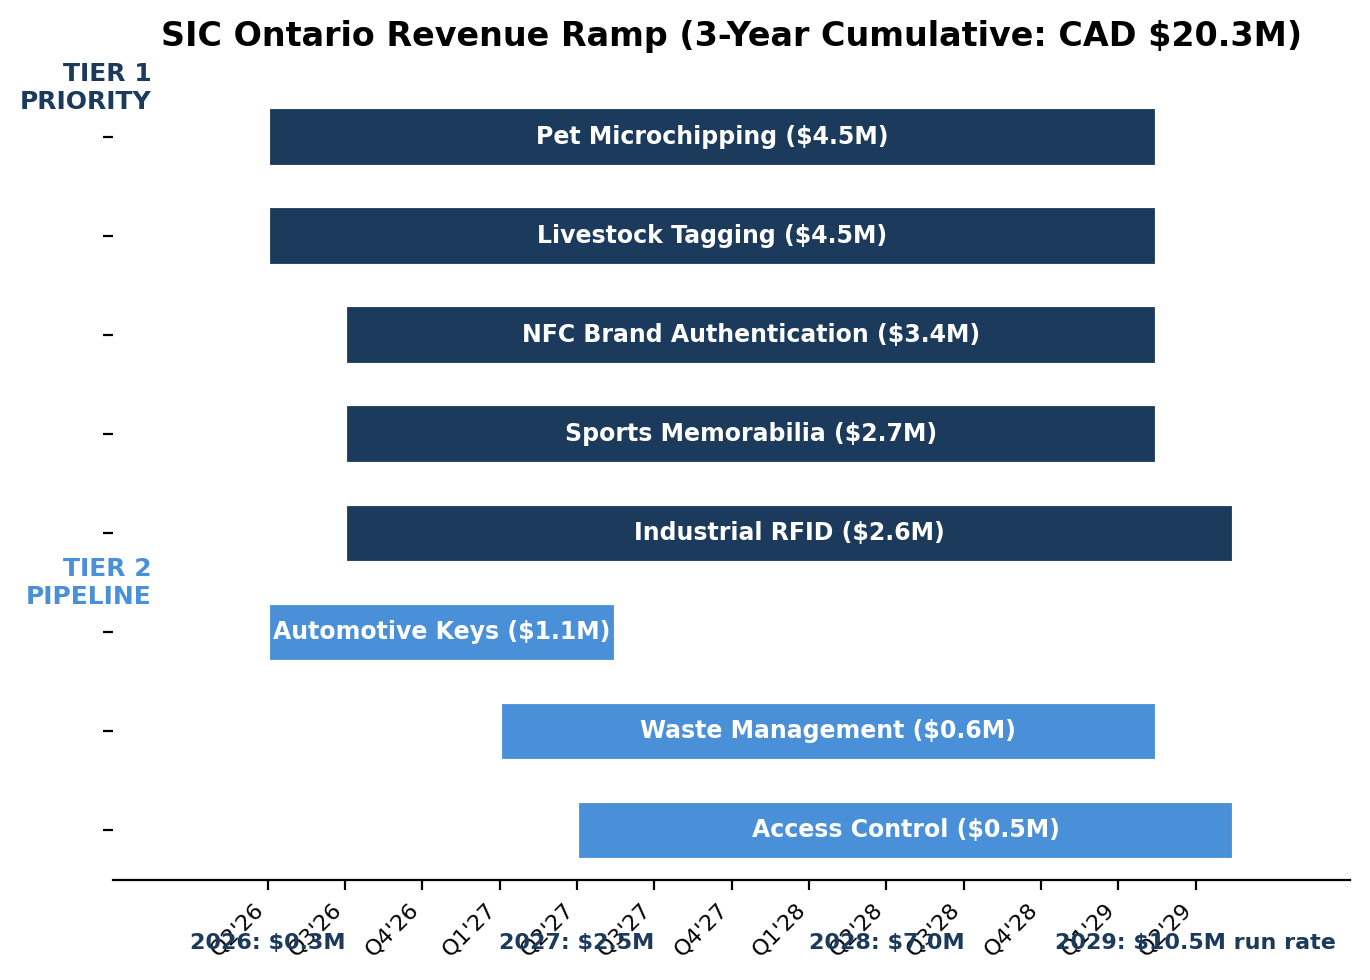 SIC Ontario Revenue Ramp (3-Year Cumulative: CAD $20.3M)
TIER 1
PRIORITY
Pet Microchipping ($4.5M)
Livestock Tagging ($4.5M)
NFC Brand Authentication ($3.4M)
Sports Memorabilia ($2.7M)
Industrial RFID ($2.6M)
TIER 2
PIPELINE
Automotive Keys ($1.1M)
Waste Management ($0.6M)
Access Control ($0.5M)
Q2'26
Q3'26
Q4'26
Q1'27
Q2'27
Q3'27
Q4'27
Q1'28
Q2'28
Q3'28
Q4'28
Q1'29
Q2'29
2026: $0.3M
2027: $2.5M
2028: $7.0M
2029: $10.5M run rate